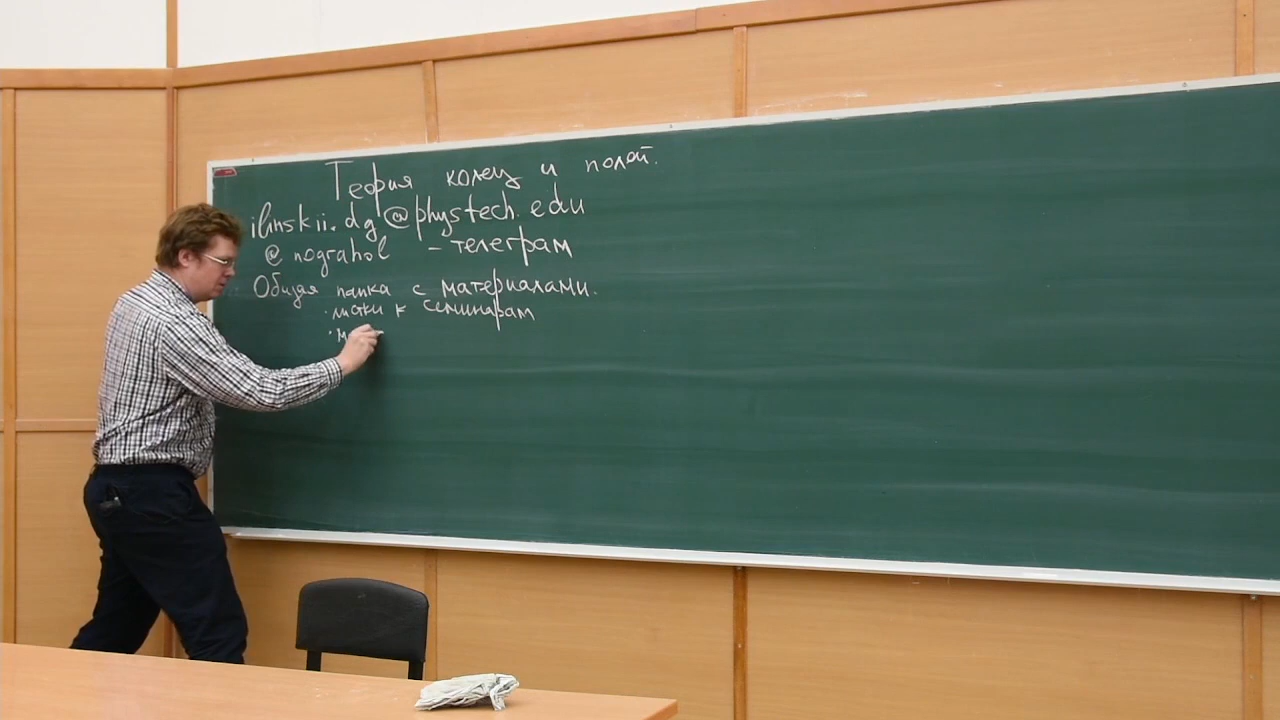 Теория колец и полей.
ilinskii.dg@phystech.edu
@nograhol - телеграм
Общая папка с материалами.
· листки к семинарам